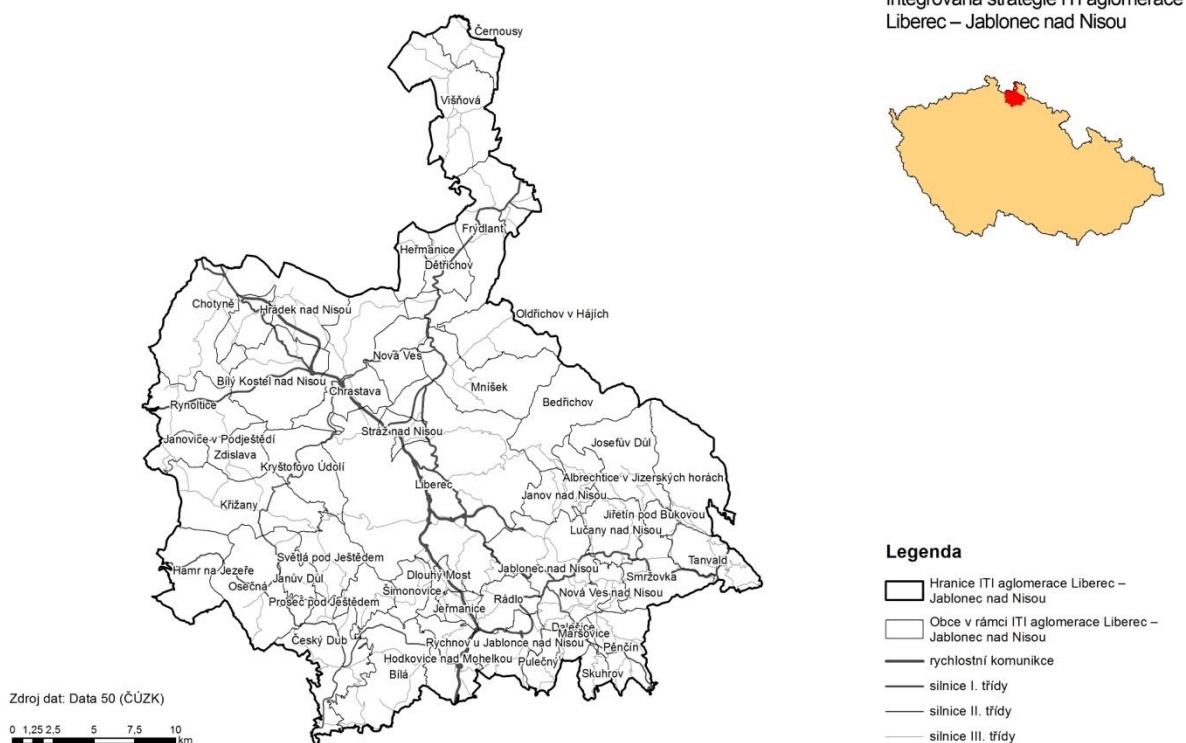 Integrovaná strategie ITI aglomerace
Liberec – Jablonec nad Nisou
Černousy
Višňová
Frýdlant
Heřmanice
Dětřichov
Chotyně
Hrádek nad Nisou
Oldřichov v Hájích
Nová Ves
Bílý Kostel nad Nisou
Chrastava
Mníšek
Rynoltice
Bedřichov
Stráž nad Nisou
Janovice v Podještědí
Josefův Důl
Zdislava
Kryštofovo Údolí
Albrechtice v Jizerských horách
Liberec
Janov nad Nisou
Křižany
Jiřetín pod Bukovou
Lučany nad Nisou
Světlá pod Ještědem
Tanvald
Hamr na Jezeře
Jablonec nad Nisou
Dlouhý Most
Smržovka
Osečná
Janův Důl
Šimonovice
Nová Ves nad Nisou
Rádlo
Prosec pod Ještědem
Jeřmanice
Dalešice
Maršovice
Český Dub
Rychnov u Jablonce nad Nisou
Pěnčín
Hodkovice nad Mohelkou
Pulečný
Bílá
Skuhrov
Legenda
Hranice ITI aglomerace Liberec –
Jablonec nad Nisou
Obce v rámci ITI aglomerace Liberec –
Jablonec nad Nisou
rychlostní komunikce
silnice I. třídy
silnice II. třídy
silnice III. třídy
Zdroj dat: Data 50 (ČÚZK)
0 1,25 2,5 5 7,5 10
km